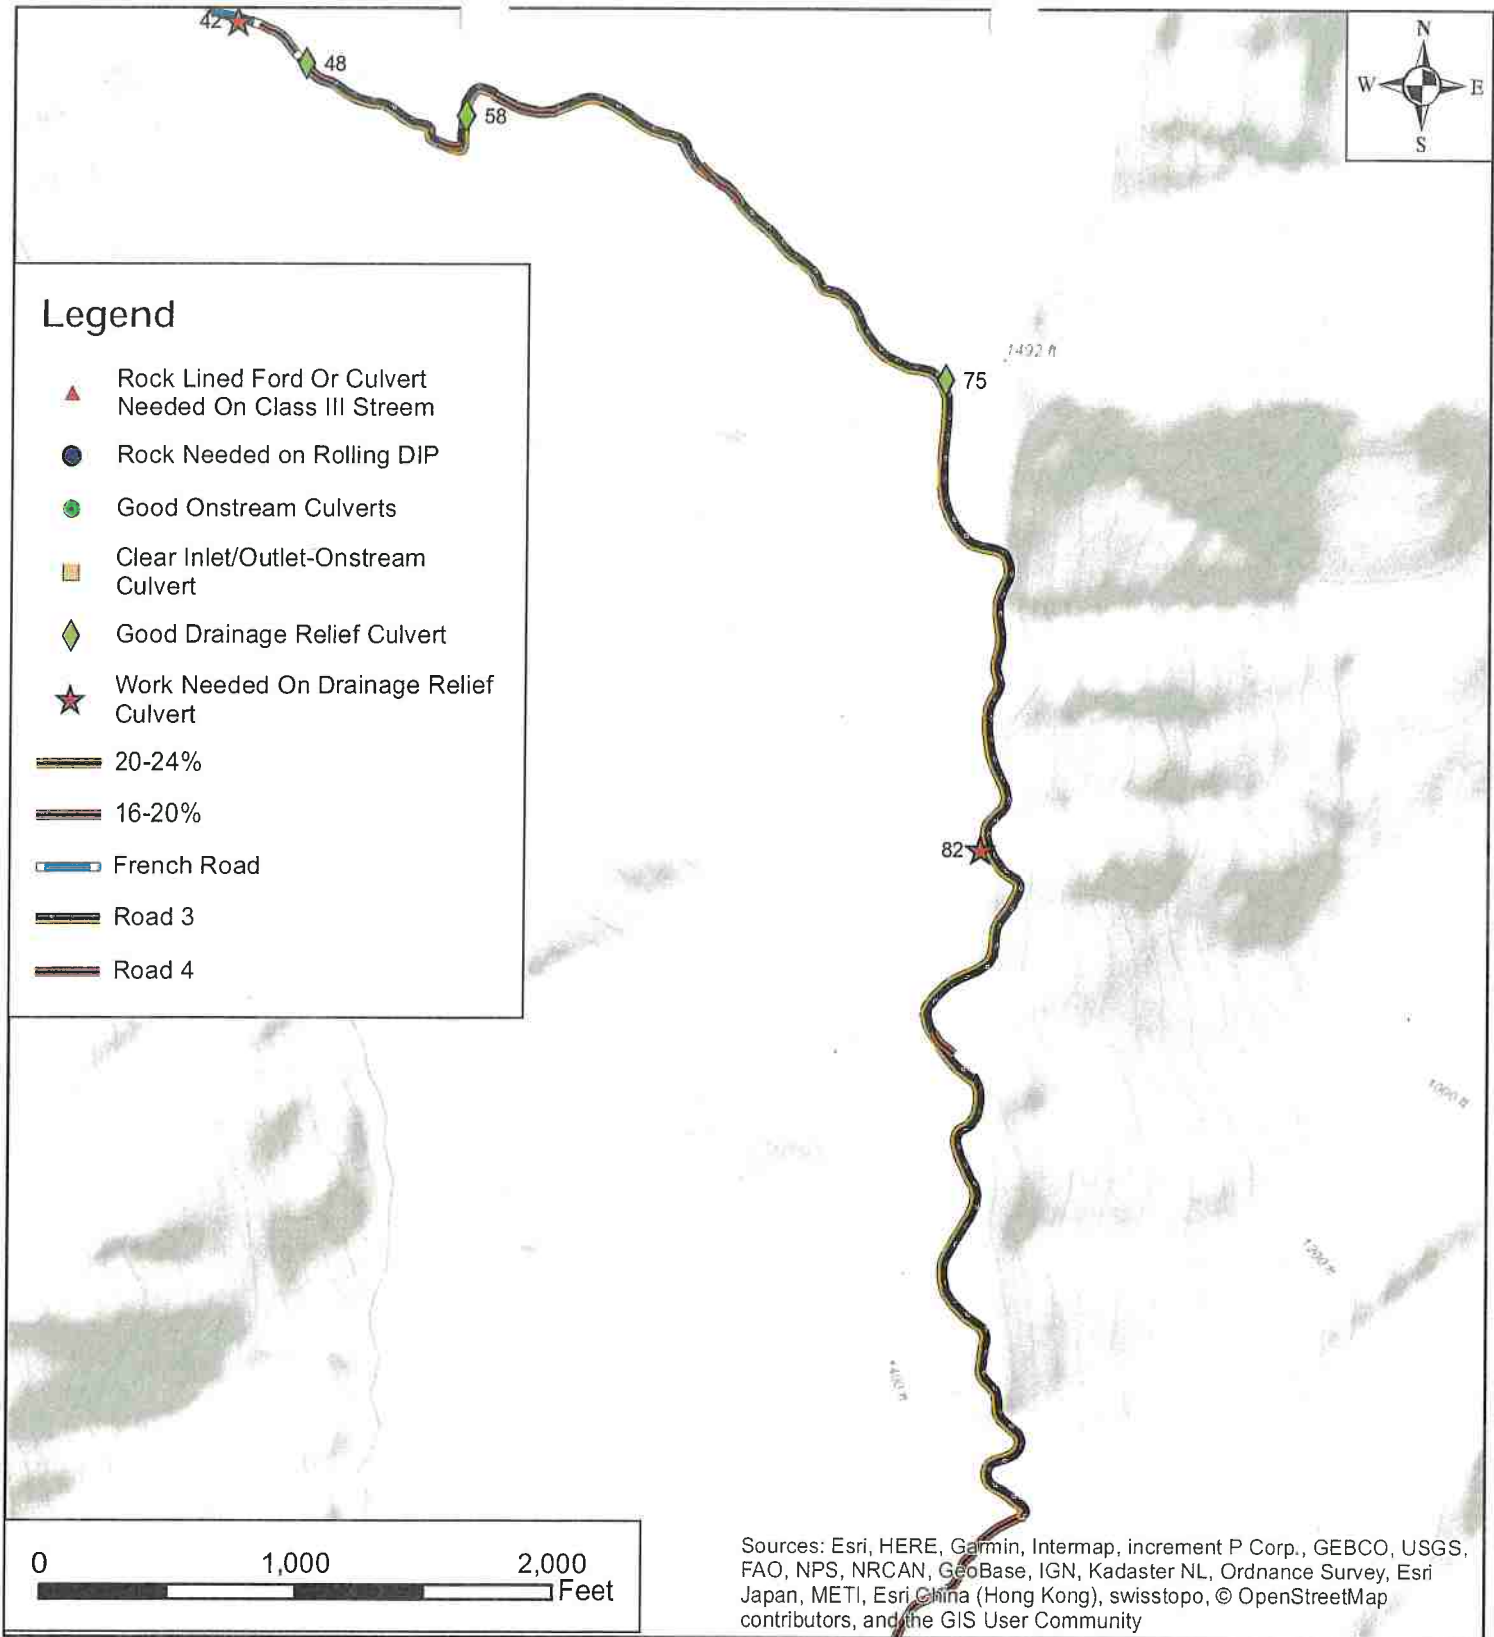 42
48
58
N
W
E
S
Legend
Rock Lined Ford Or Culvert
Needed On Class III Streem
Rock Needed on Rolling DIP
Good Onstream Culverts
Clear Inlet/Outlet-Onstream
Culvert
Good Drainage Relief Culvert
Work Needed On Drainage Relief
Culvert
20-24%
16-20%
French Road
Road 3
Road 4
1492 ft
75
82
1000 ft
1200 ft
0
1,000
2,000
Feet
Sources: Esri, HERE, Garmin, Intermap, increment P Corp., GEBCO, USGS,
FAO, NPS, NRCAN, GeoBase, IGN, Kadaster NL, Ordnance Survey, Esri
Japan, METI, Esri China (Hong Kong), swisstopo, © OpenStreetMap
contributors, and the GIS User Community